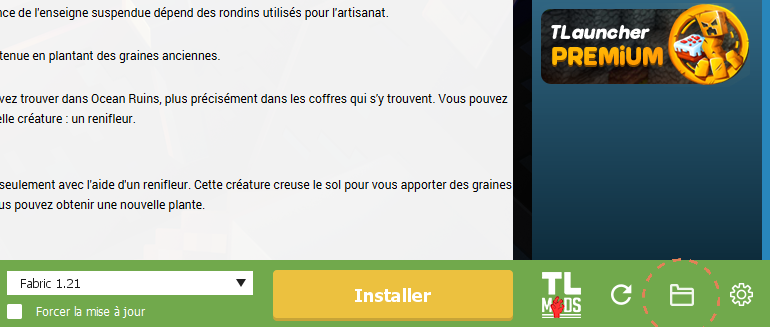 nce de l'enseigne suspendue dépend des rondins utilisés pour l'artisanat.
tenue en plantant des graines anciennes.
vez trouver dans Ocean Ruins, plus précisément dans les coffres qui s'y trouvent. Vous pouvez
elle créature : un renifleur.
seulement avec l'aide d'un renifleur. Cette créature creuse le sol pour vous apporter des graines
us pouvez obtenir une nouvelle plante.
TLauncher
PREMiUM
Fabric 1.21
Forcer la mise à jour
Installer
TL
MODS